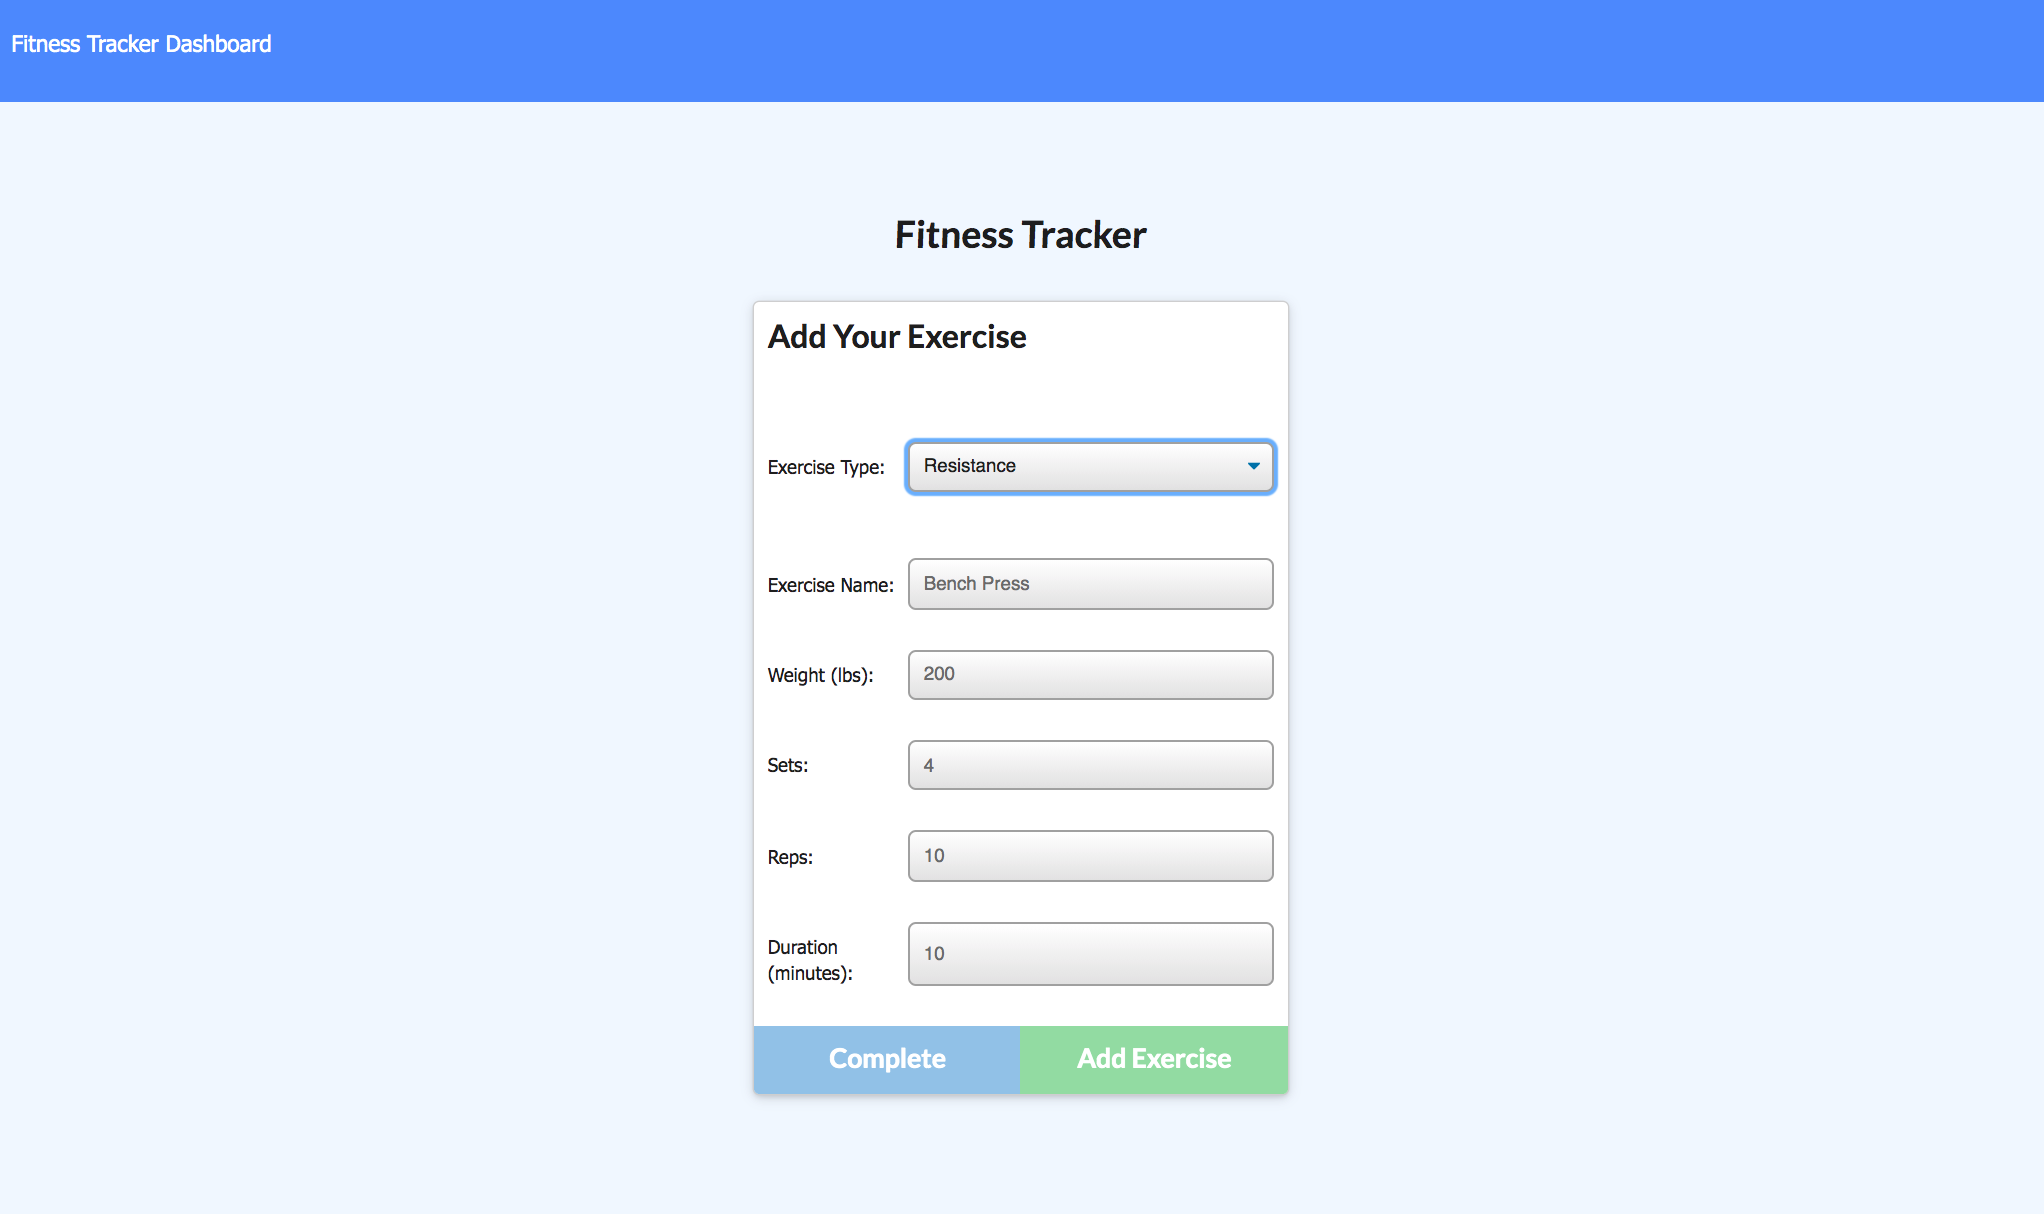 Fitness Tracker Dashboard
Fitness Tracker
Add Your Exercise
Exercise Type: Resistance
Exercise Name: Bench Press
Weight (lbs): 200
Sets: 4
Reps: 10
Duration
(minutes): 10
Complete Add Exercise